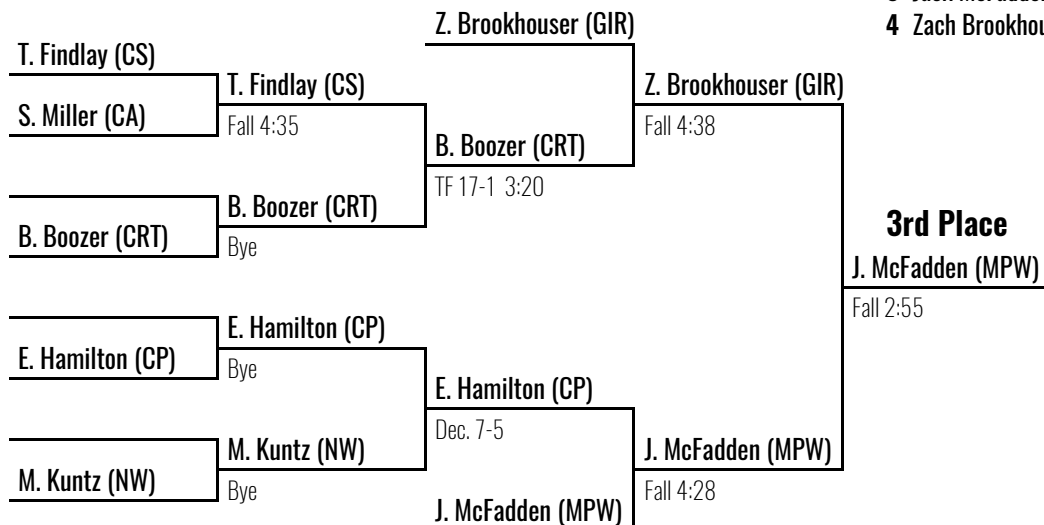 4 Zach
Z. Brookhouser (GIR)
T. Findlay (CS)
T. Findlay (CS)
Z. Brookhouser (GIR)
S. Miller (CA)
Fall 4:35
Fall 4:38
B. Boozer (CRT)
TF 17-1 3:20
B. Boozer (CRT)
B. Boozer (CRT)
Bye
3rd Place
J. McFadden (MPW)
Fall 2:55
E. Hamilton (CP)
E. Hamilton (CP)
Bye
E. Hamilton (CP)
Dec. 7-5
M. Kuntz (NW)
J. McFadden (MPW)
M. Kuntz (NW)
Bye
Fall 4:28
J. McFadden (MPW)